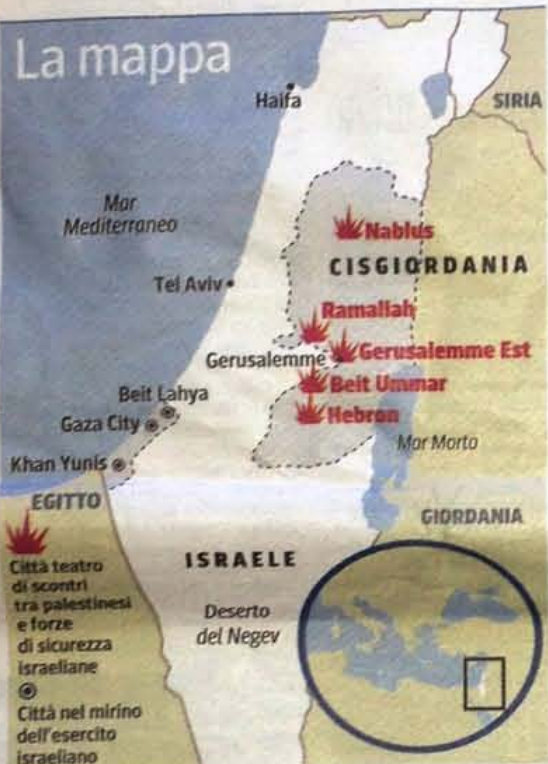 La mappa
Haifa
SIRIA
Mar
Mediterraneo
Nablus
CISGIORDANIA
Tel Aviv
Ramallah
Gerusalemme
Gerusalemme Est
Beit Lahya
Beit Ummar
Gaza City
Hebron
Mar Morto
Khan Yunis
EGITTO
GIORDANIA
Città teatro
di scontri
tra palestinesi
e forze
di sicurezza
israeliane
ISRAELE
Deserto
del Negev
Città nel mirino
dell'esercito
israeliano